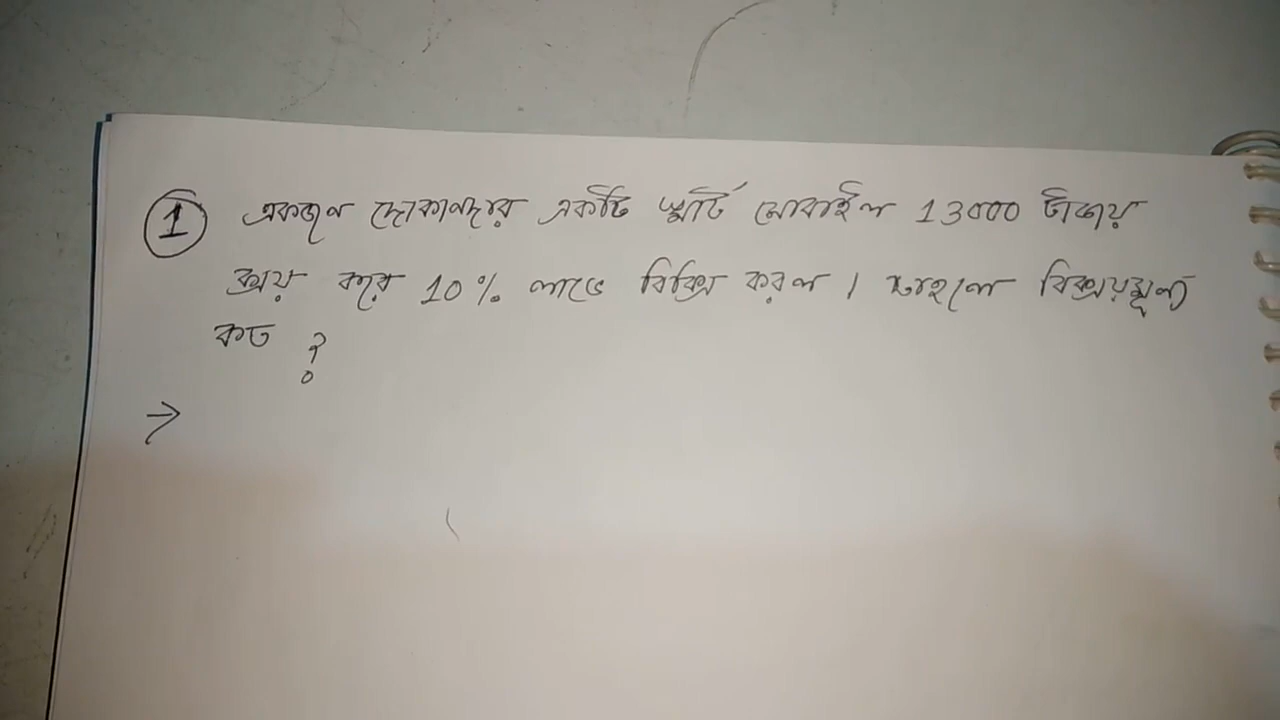 1 একজন দোকানদার একটি স্মার্ট মোবাইল 13000 টাকায়
ক্রয় করে 10% লাভে বিক্রি করল । তাহলে বিক্রয়মূল্য
কত ?
→